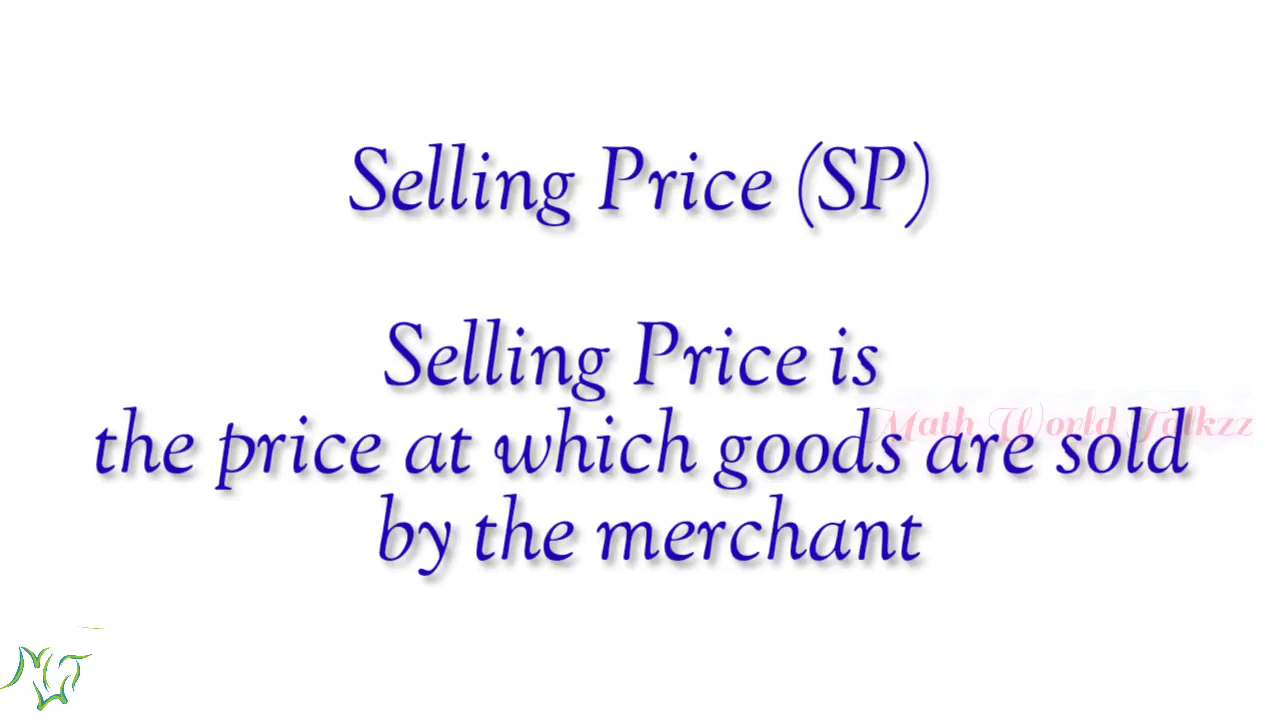 Selling Price (SP)
Selling Price is
Math World Talkzz
the price at which goods are sold
by the merchant
MWT